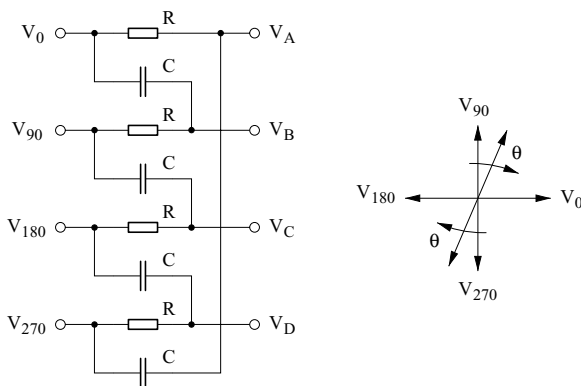 V0 R VA
C
V90 R VB
C
V180 R VC
C
V270 R VD
C
V90
θ
V180 V0
θ
V270